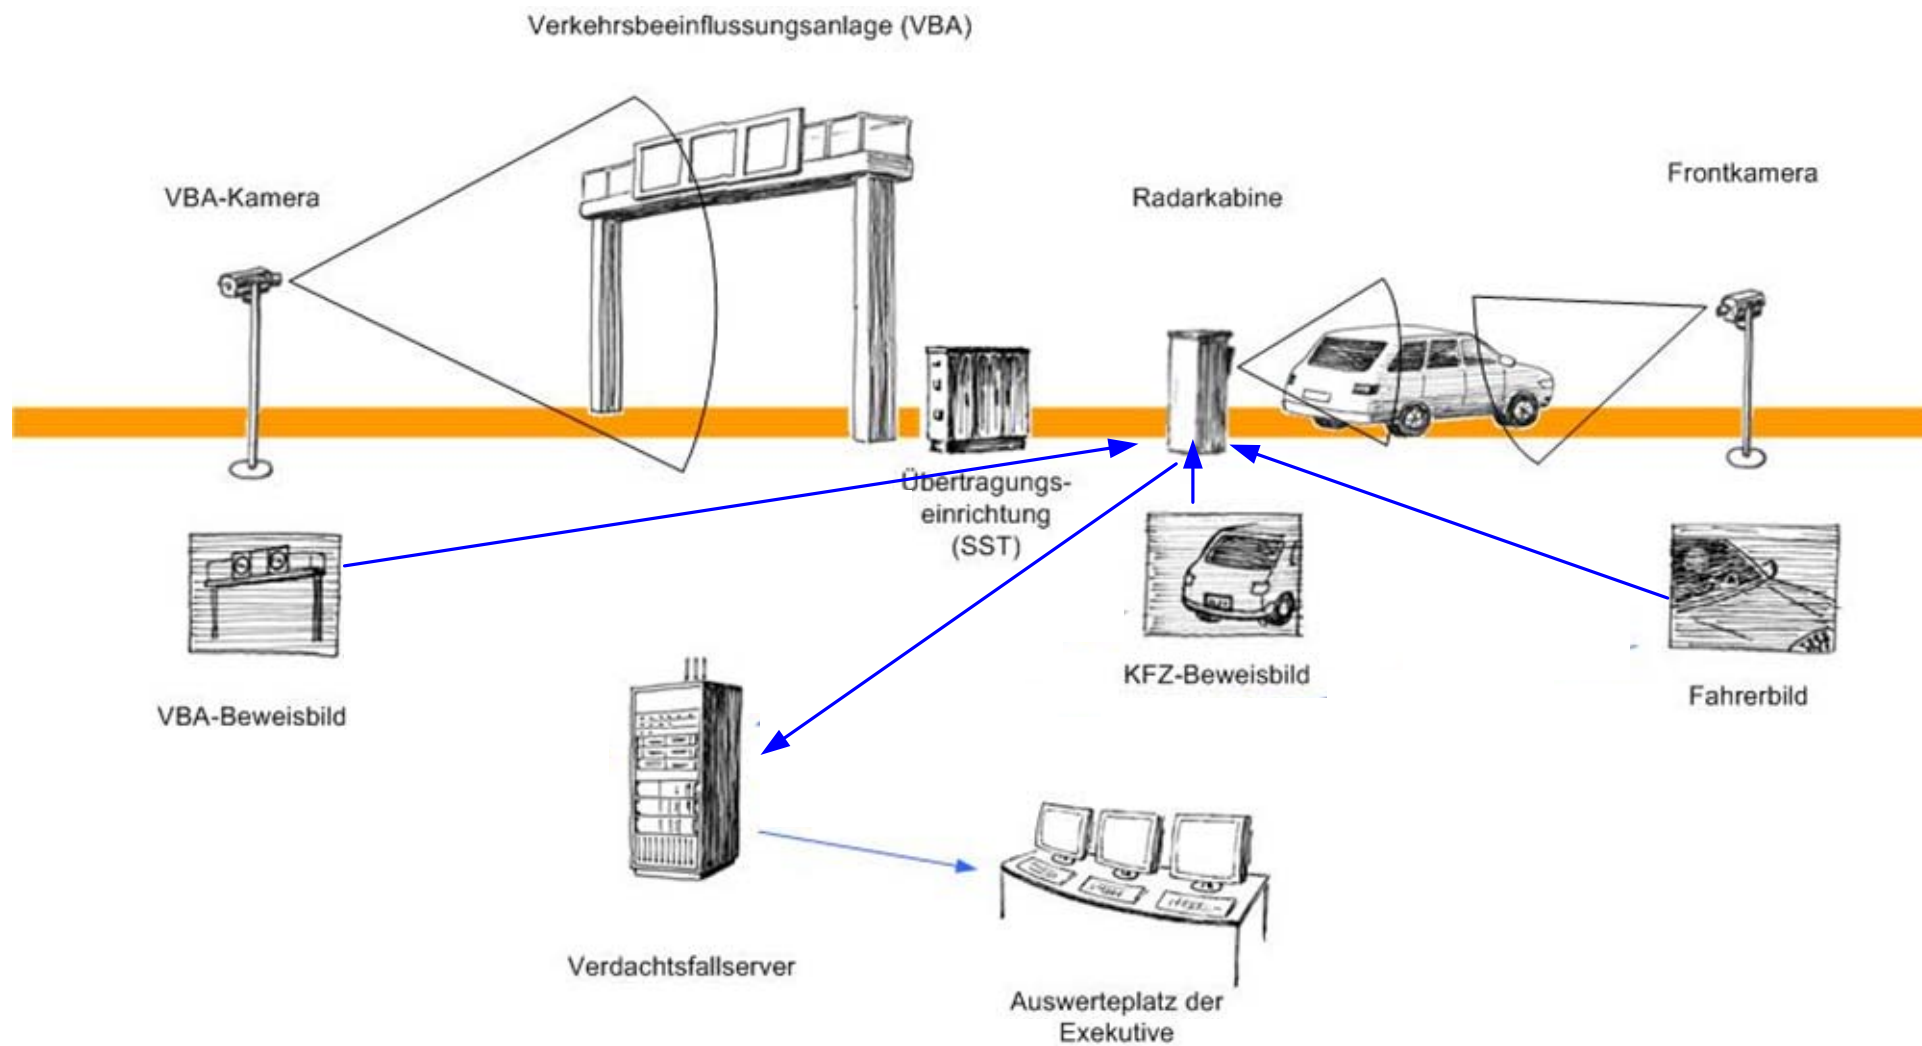 Verkehrsbeeinflussungsanlage (VBA)
VBA-Kamera
Radarkabine
Frontkamera
Übertragungs-
einrichtung
(SST)
VBA-Beweisbild
KFZ-Beweisbild
Fahrerbild
Verdachtsfallserver
Auswerteplatz der
Exekutive